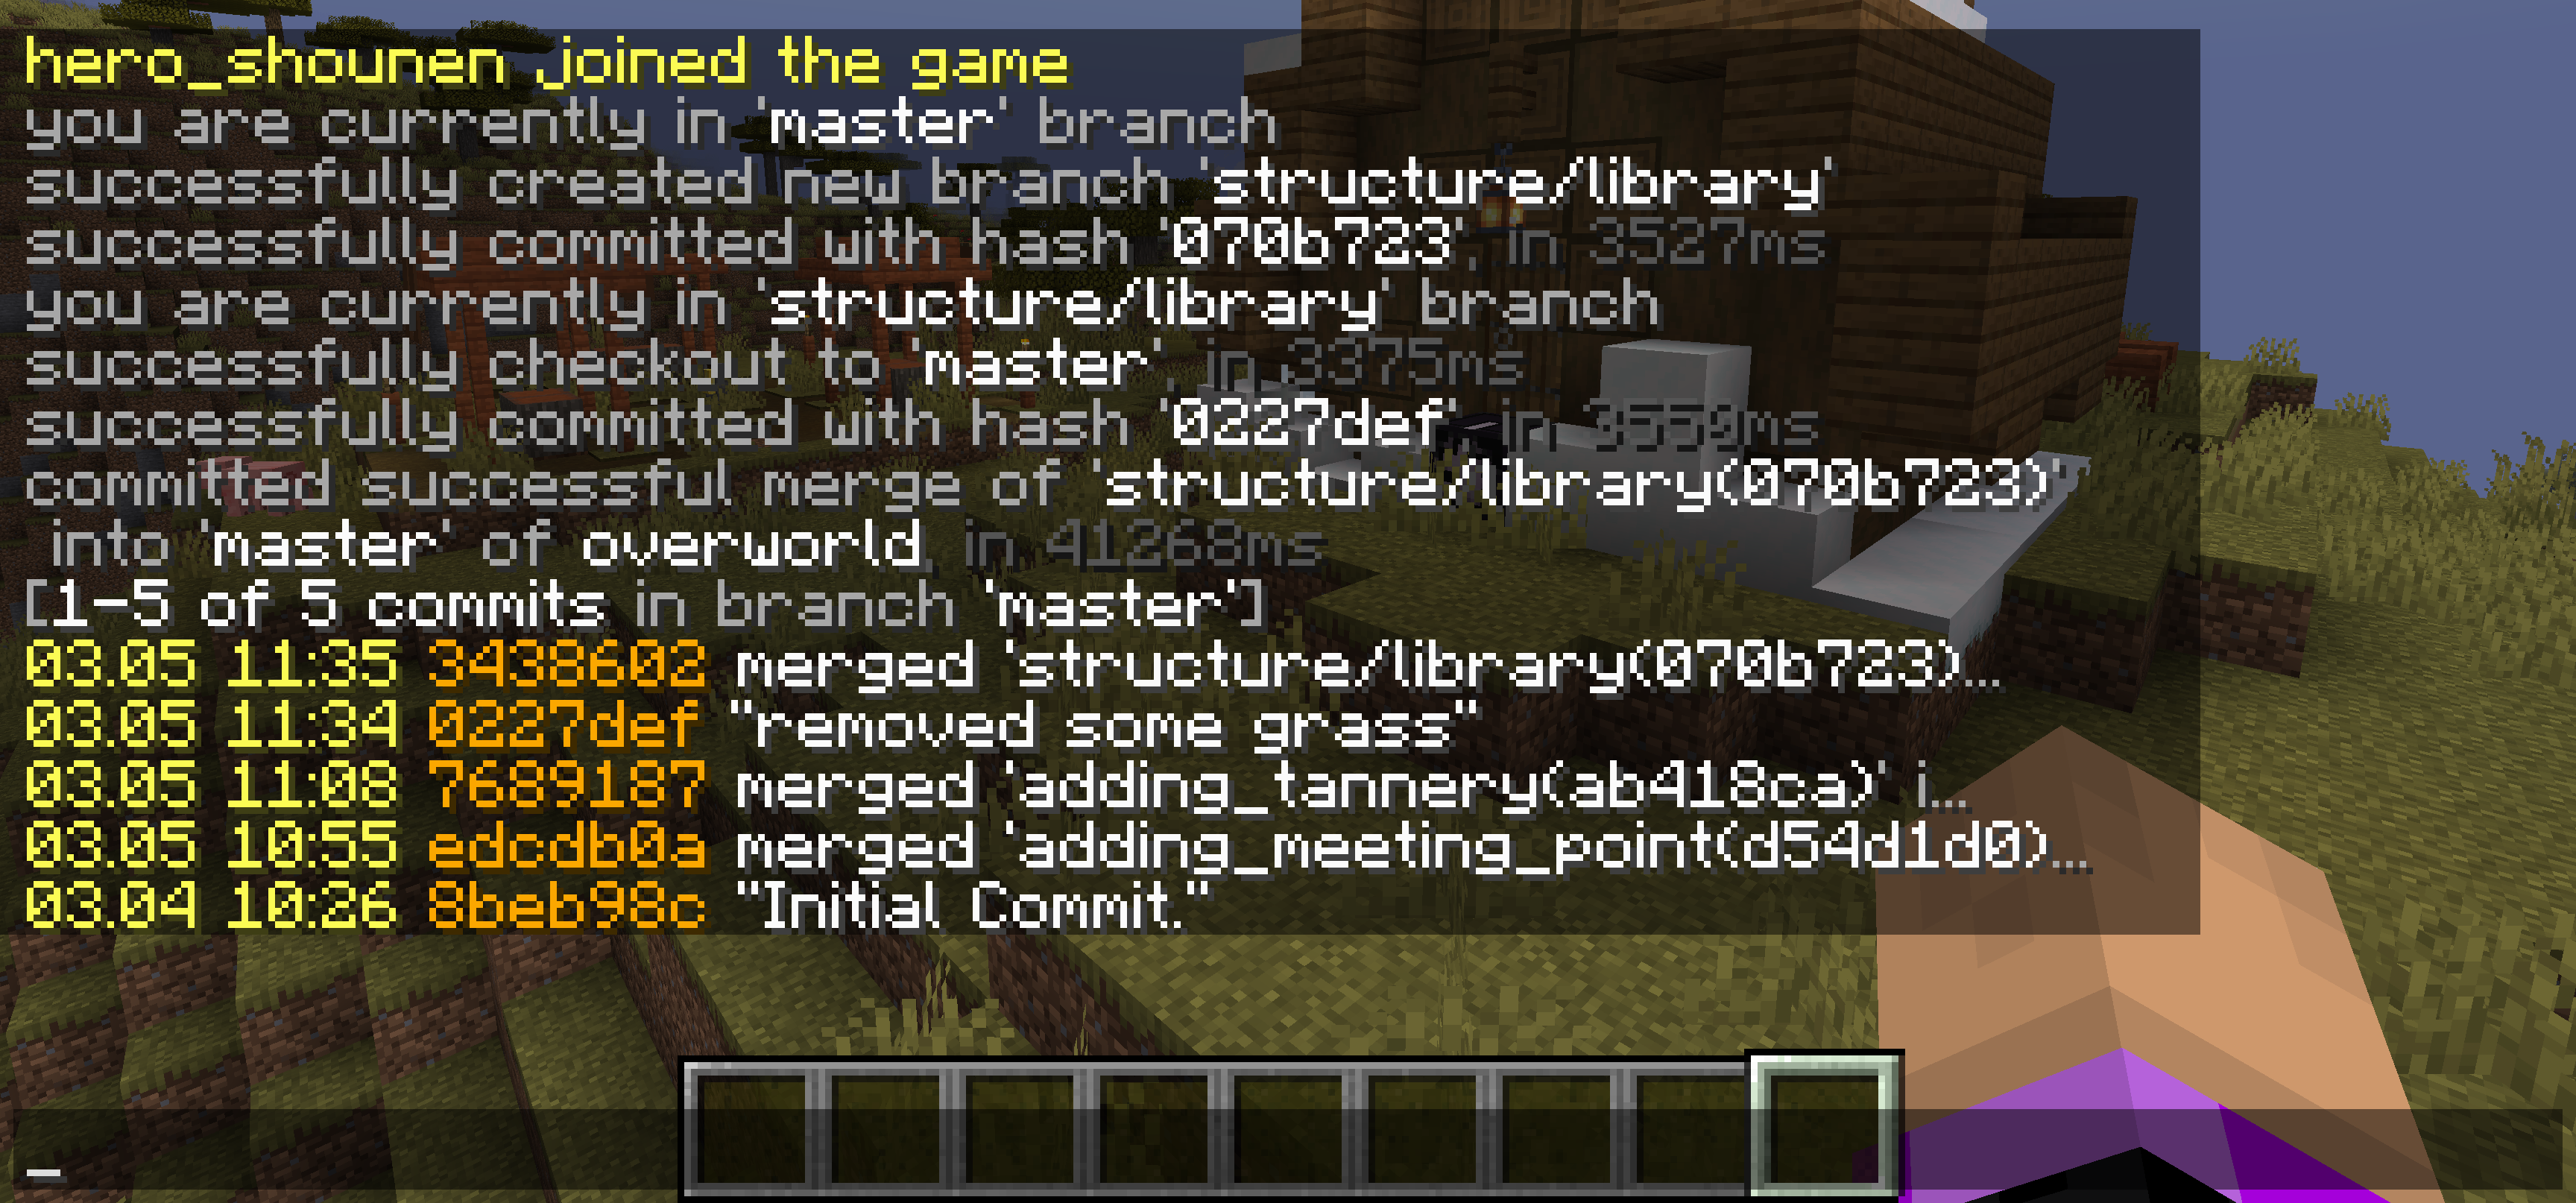 hero_shounen joined the game
you are currently in 'master' branch
successfully created new branch 'structure/library'
successfully committed with hash '070b723', in 3527ms
you are currently in 'structure/library' branch
successfully checkout to 'master', in 3375ms
successfully committed with hash '0227def', in 3550ms
committed successful merge of 'structure/library(070b723)'
into 'master' of overworld, in 41268ms
[1-5 of 5 commits in branch 'master']
03.05 11:35 3438602 merged 'structure/library(070b723)...
03.05 11:34 0227def "removed some grass"
03.05 11:08 7689187 merged 'adding_tannery(ab418ca)' i...
03.05 10:55 edcdb0a merged 'adding_meeting_point(d54d1d0)...
03.04 10:26 8beb98c "Initial Commit."
_